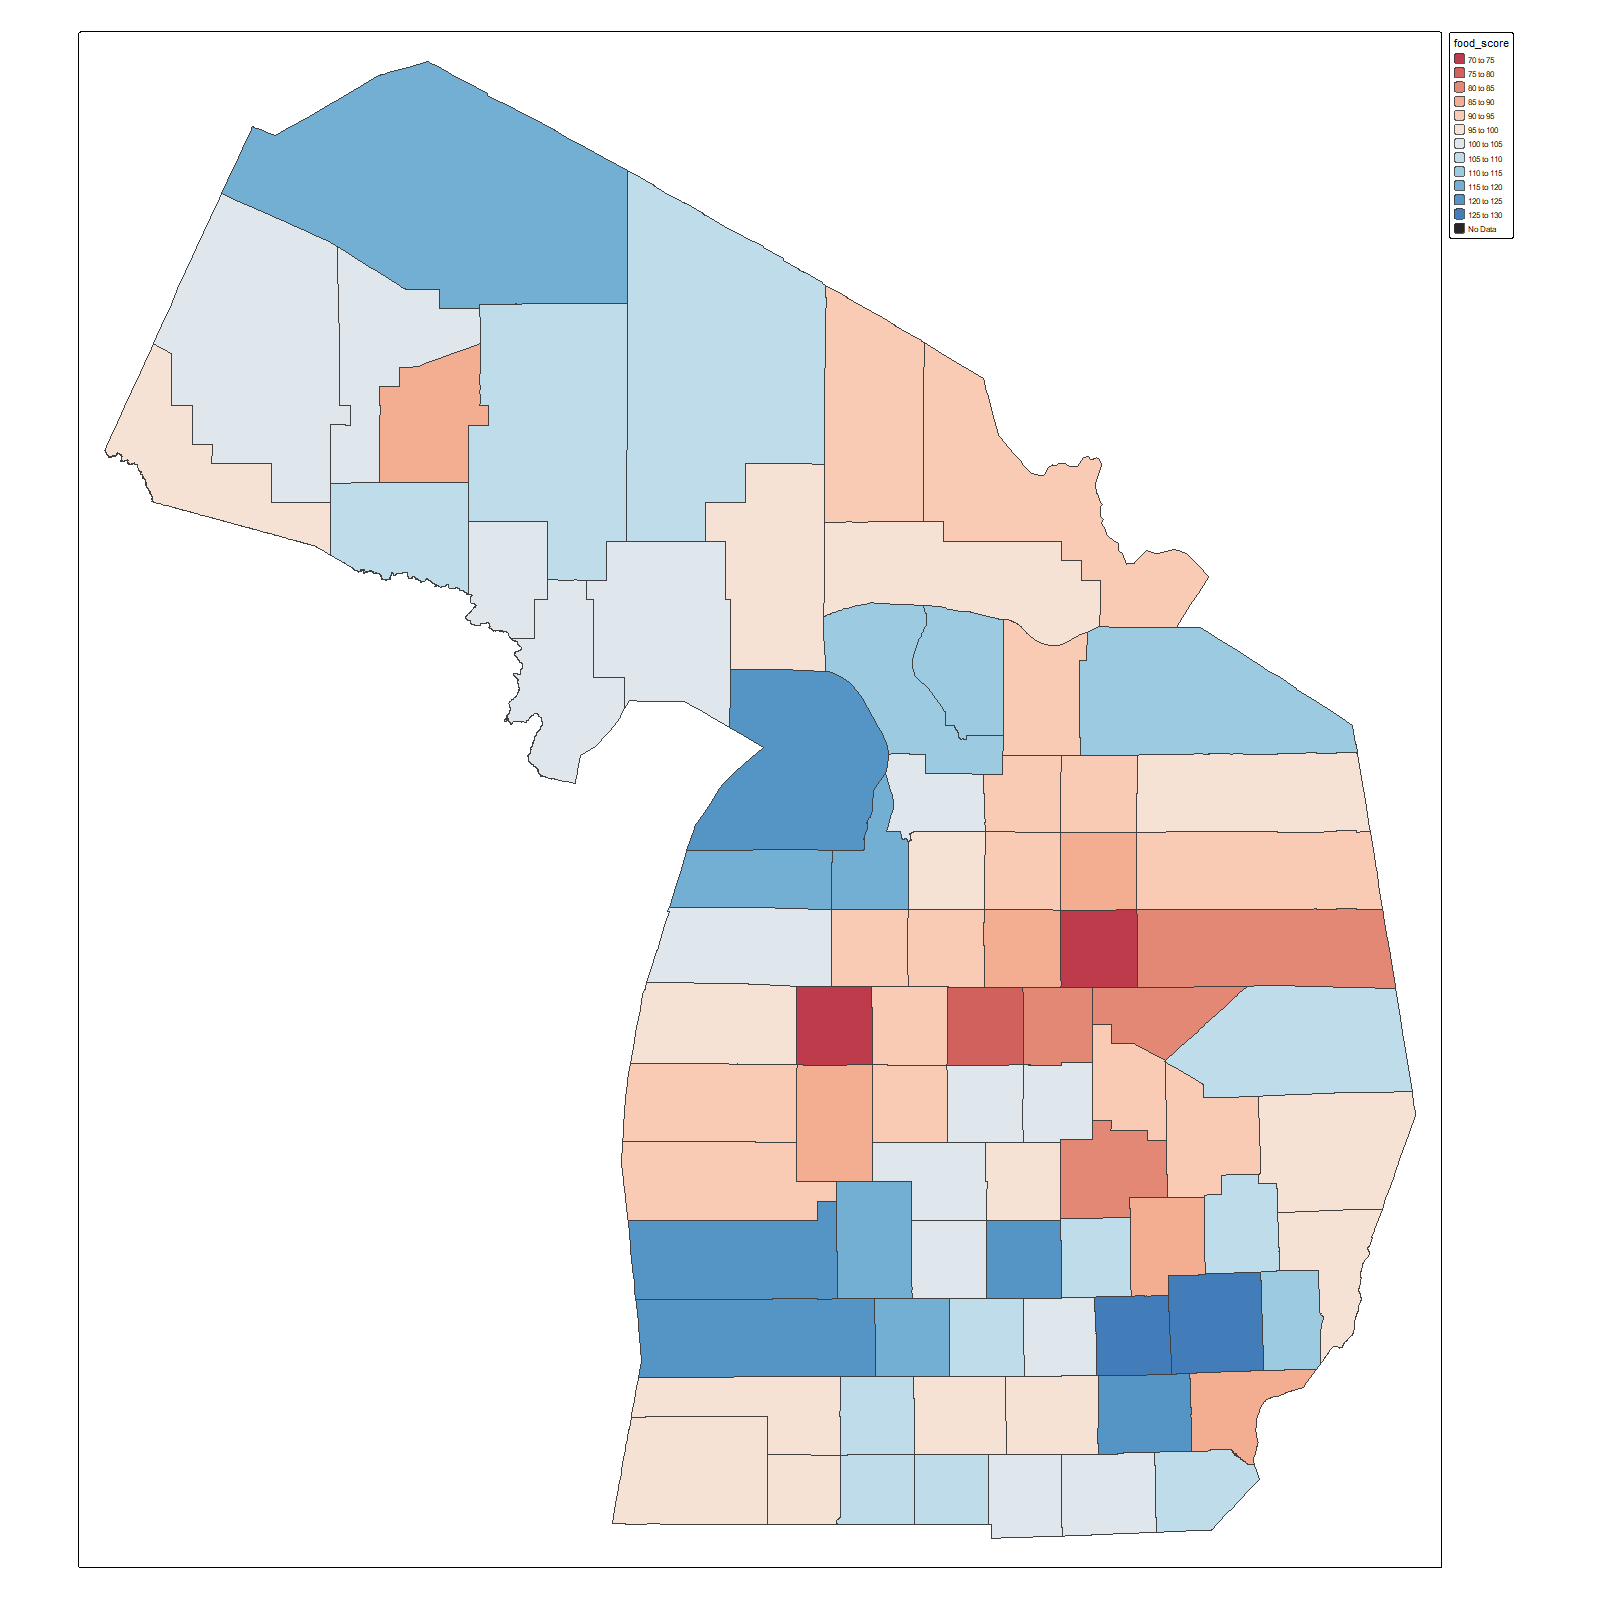 food_score
70 to 75
75 to 80
80 to 85
85 to 90
90 to 95
95 to 100
100 to 105
105 to 110
110 to 115
115 to 120
120 to 125
125 to 130
No Data